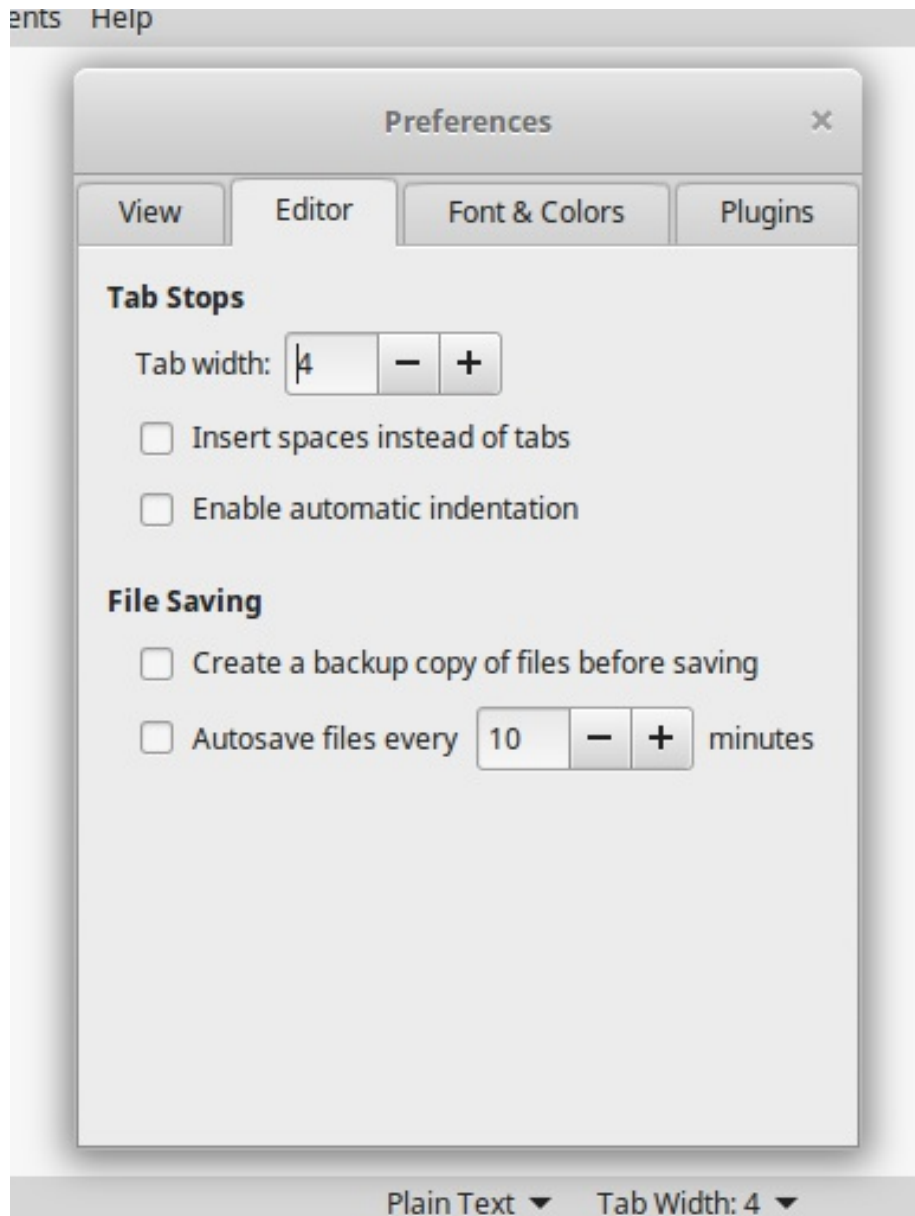 ents Help
Preferences ×
View Editor Font & Colors Plugins
Tab Stops
Tab width: 4 − +
Insert spaces instead of tabs
Enable automatic indentation
File Saving
Create a backup copy of files before saving
Autosave files every 10 − + minutes
Plain Text Tab Width: 4